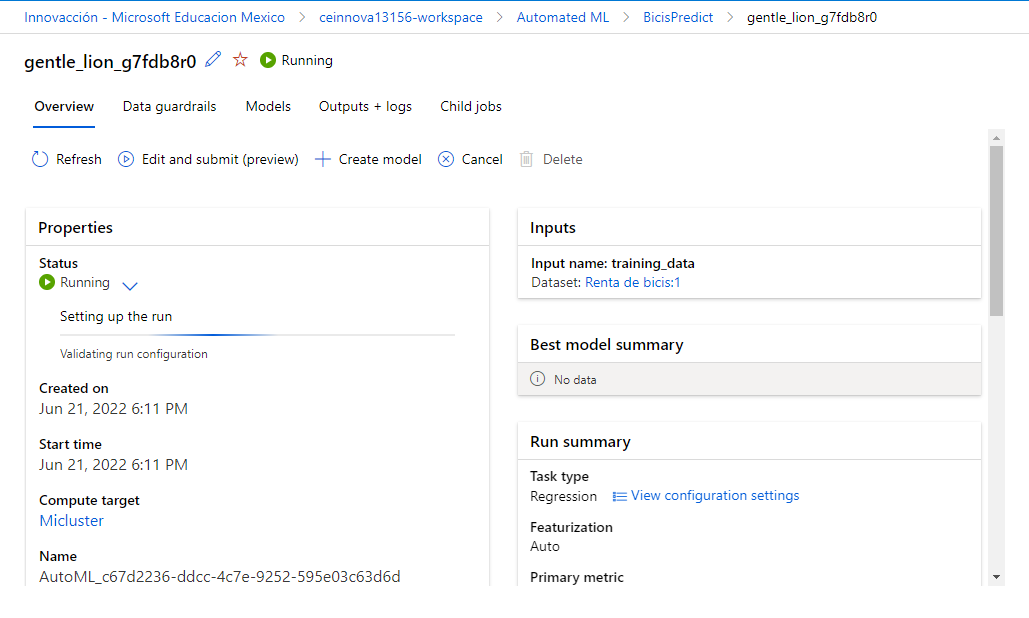 Innovacción - Microsoft Educacion Mexico > ceinnova13156-workspace > Automated ML > BicisPredict > gentle_lion_g7fdb8r0
gentle_lion_g7fdb8r0 Running
Overview Data guardrails Models Outputs + logs Child jobs
Refresh Edit and submit (preview) Create model Cancel Delete
Properties
Status
Running
Setting up the run
Validating run configuration
Created on
Jun 21, 2022 6:11 PM
Start time
Jun 21, 2022 6:11 PM
Compute target
Micluster
Name
AutoML_c67d2236-ddcc-4c7e-9252-595e03c63d6d
Inputs
Input name: training_data
Dataset: Renta de bicis:1
Best model summary
No data
Run summary
Task type
Regression View configuration settings
Featurization
Auto
Primary metric